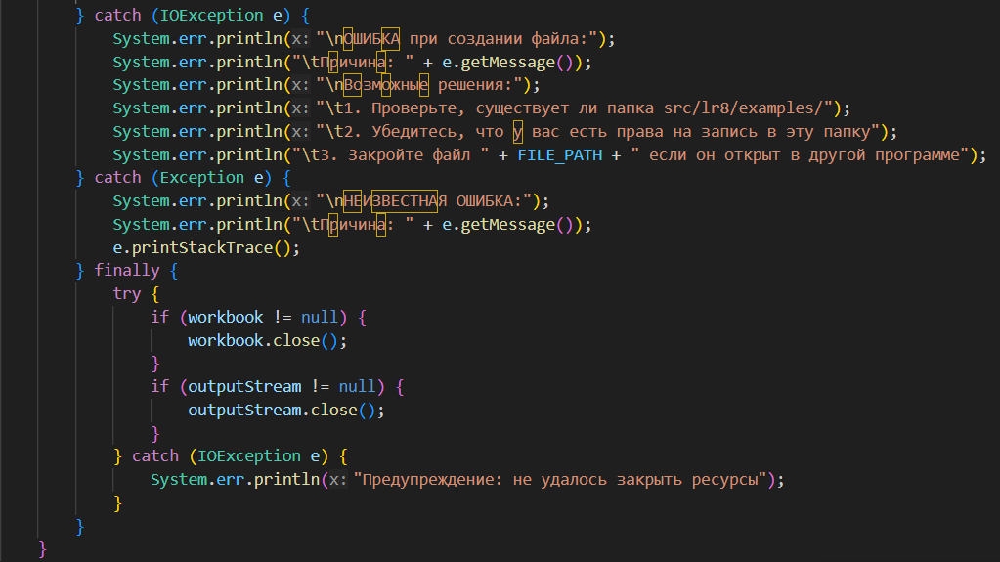 } catch (IOException e) {
System.err.println(x: "\nОШИБКА при создании файла:");
System.err.println("\tПричина: " + e.getMessage());
System.err.println(x: "\nВозможные решения:");
System.err.println(x: "\t1. Проверьте, существует ли папка src/lr8/examples/");
System.err.println(x: "\t2. Убедитесь, что у вас есть права на запись в эту папку");
System.err.println("\t3. Закройте файл " + FILE_PATH + " если он открыт в другой программе");
} catch (Exception e) {
System.err.println(x: "\nНЕИЗВЕСТНАЯ ОШИБКА:");
System.err.println("\tПричина: " + e.getMessage());
e.printStackTrace();
} finally {
try {
if (workbook != null) {
workbook.close();
}
if (outputStream != null) {
outputStream.close();
}
} catch (IOException e) {
System.err.println(x: "Предупреждение: не удалось закрыть ресурсы");
}
}
}